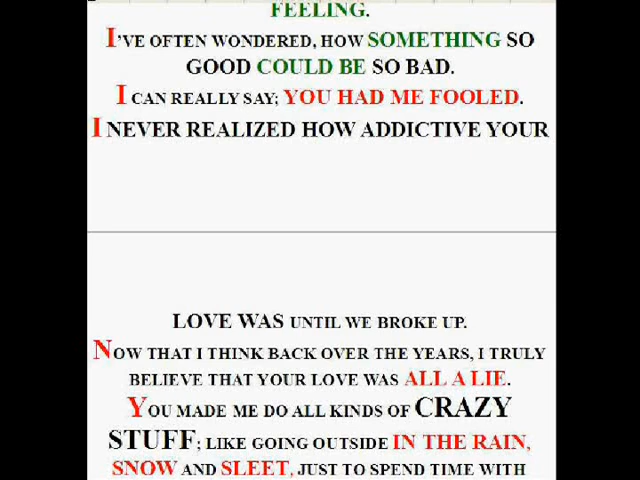 FEELING.
I'VE OFTEN WONDERED, HOW SOMETHING SO
GOOD COULD BE SO BAD.
I CAN REALLY SAY; YOU HAD ME FOOLED.
I NEVER REALIZED HOW ADDICTIVE YOUR
LOVE WAS UNTIL WE BROKE UP.
NOW THAT I THINK BACK OVER THE YEARS, I TRULY
BELIEVE THAT YOUR LOVE WAS ALL A LIE.
YOU MADE ME DO ALL KINDS OF CRAZY
STUFF; LIKE GOING OUTSIDE IN THE RAIN,
SNOW AND SLEET, JUST TO SPEND TIME WITH